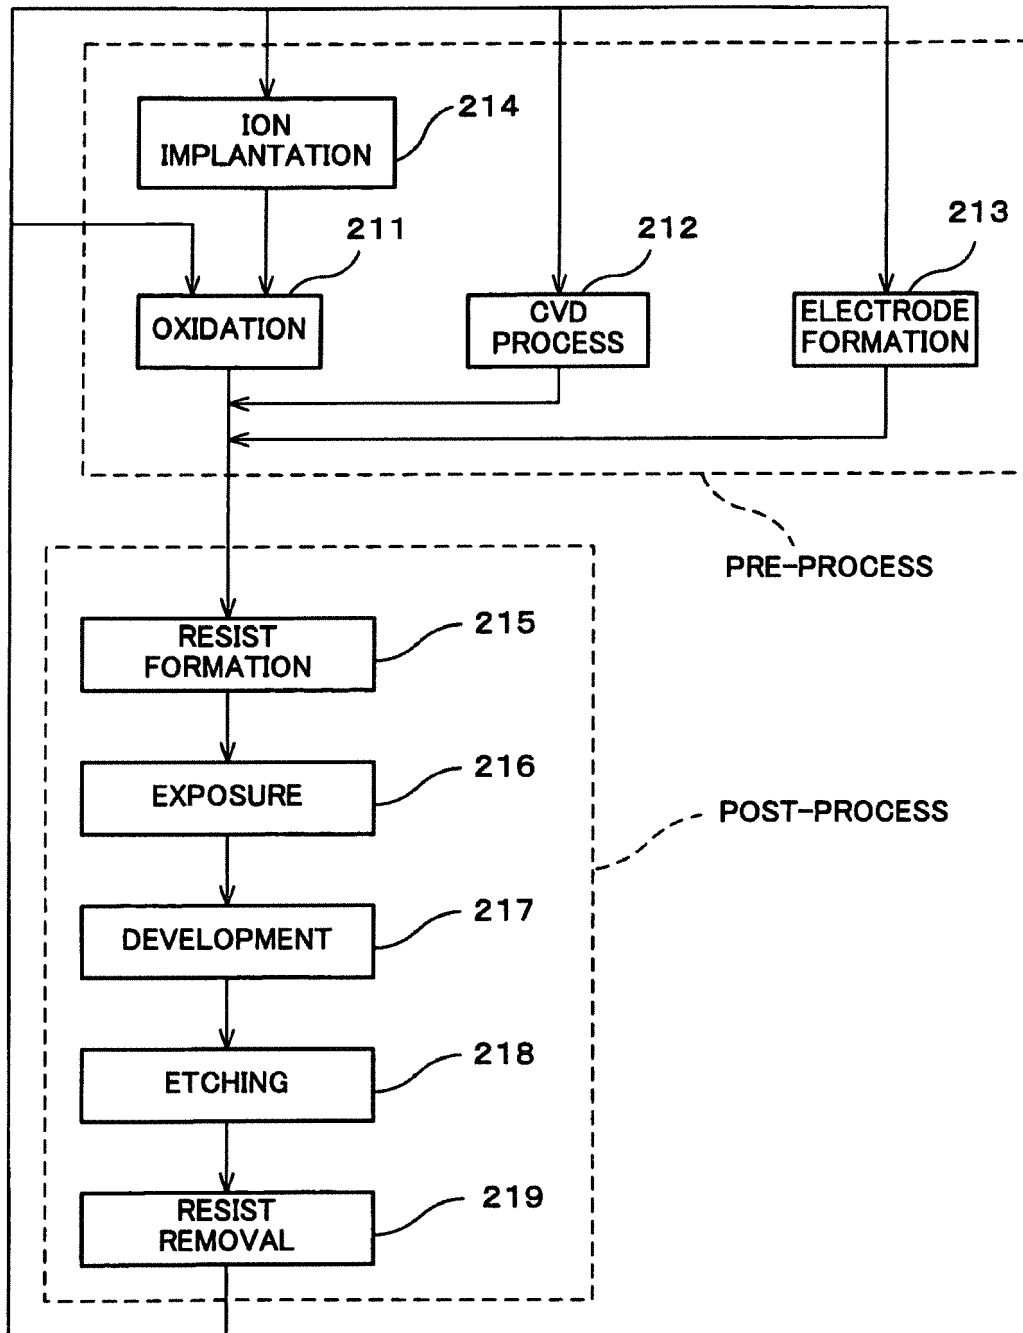 ION
IMPLANTATION
214
211
212
213
OXIDATION
CVD
PROCESS
ELECTRODE
FORMATION
PRE-PROCESS
RESIST
FORMATION
215
EXPOSURE
216
POST-PROCESS
DEVELOPMENT
217
ETCHING
218
RESIST
REMOVAL
219